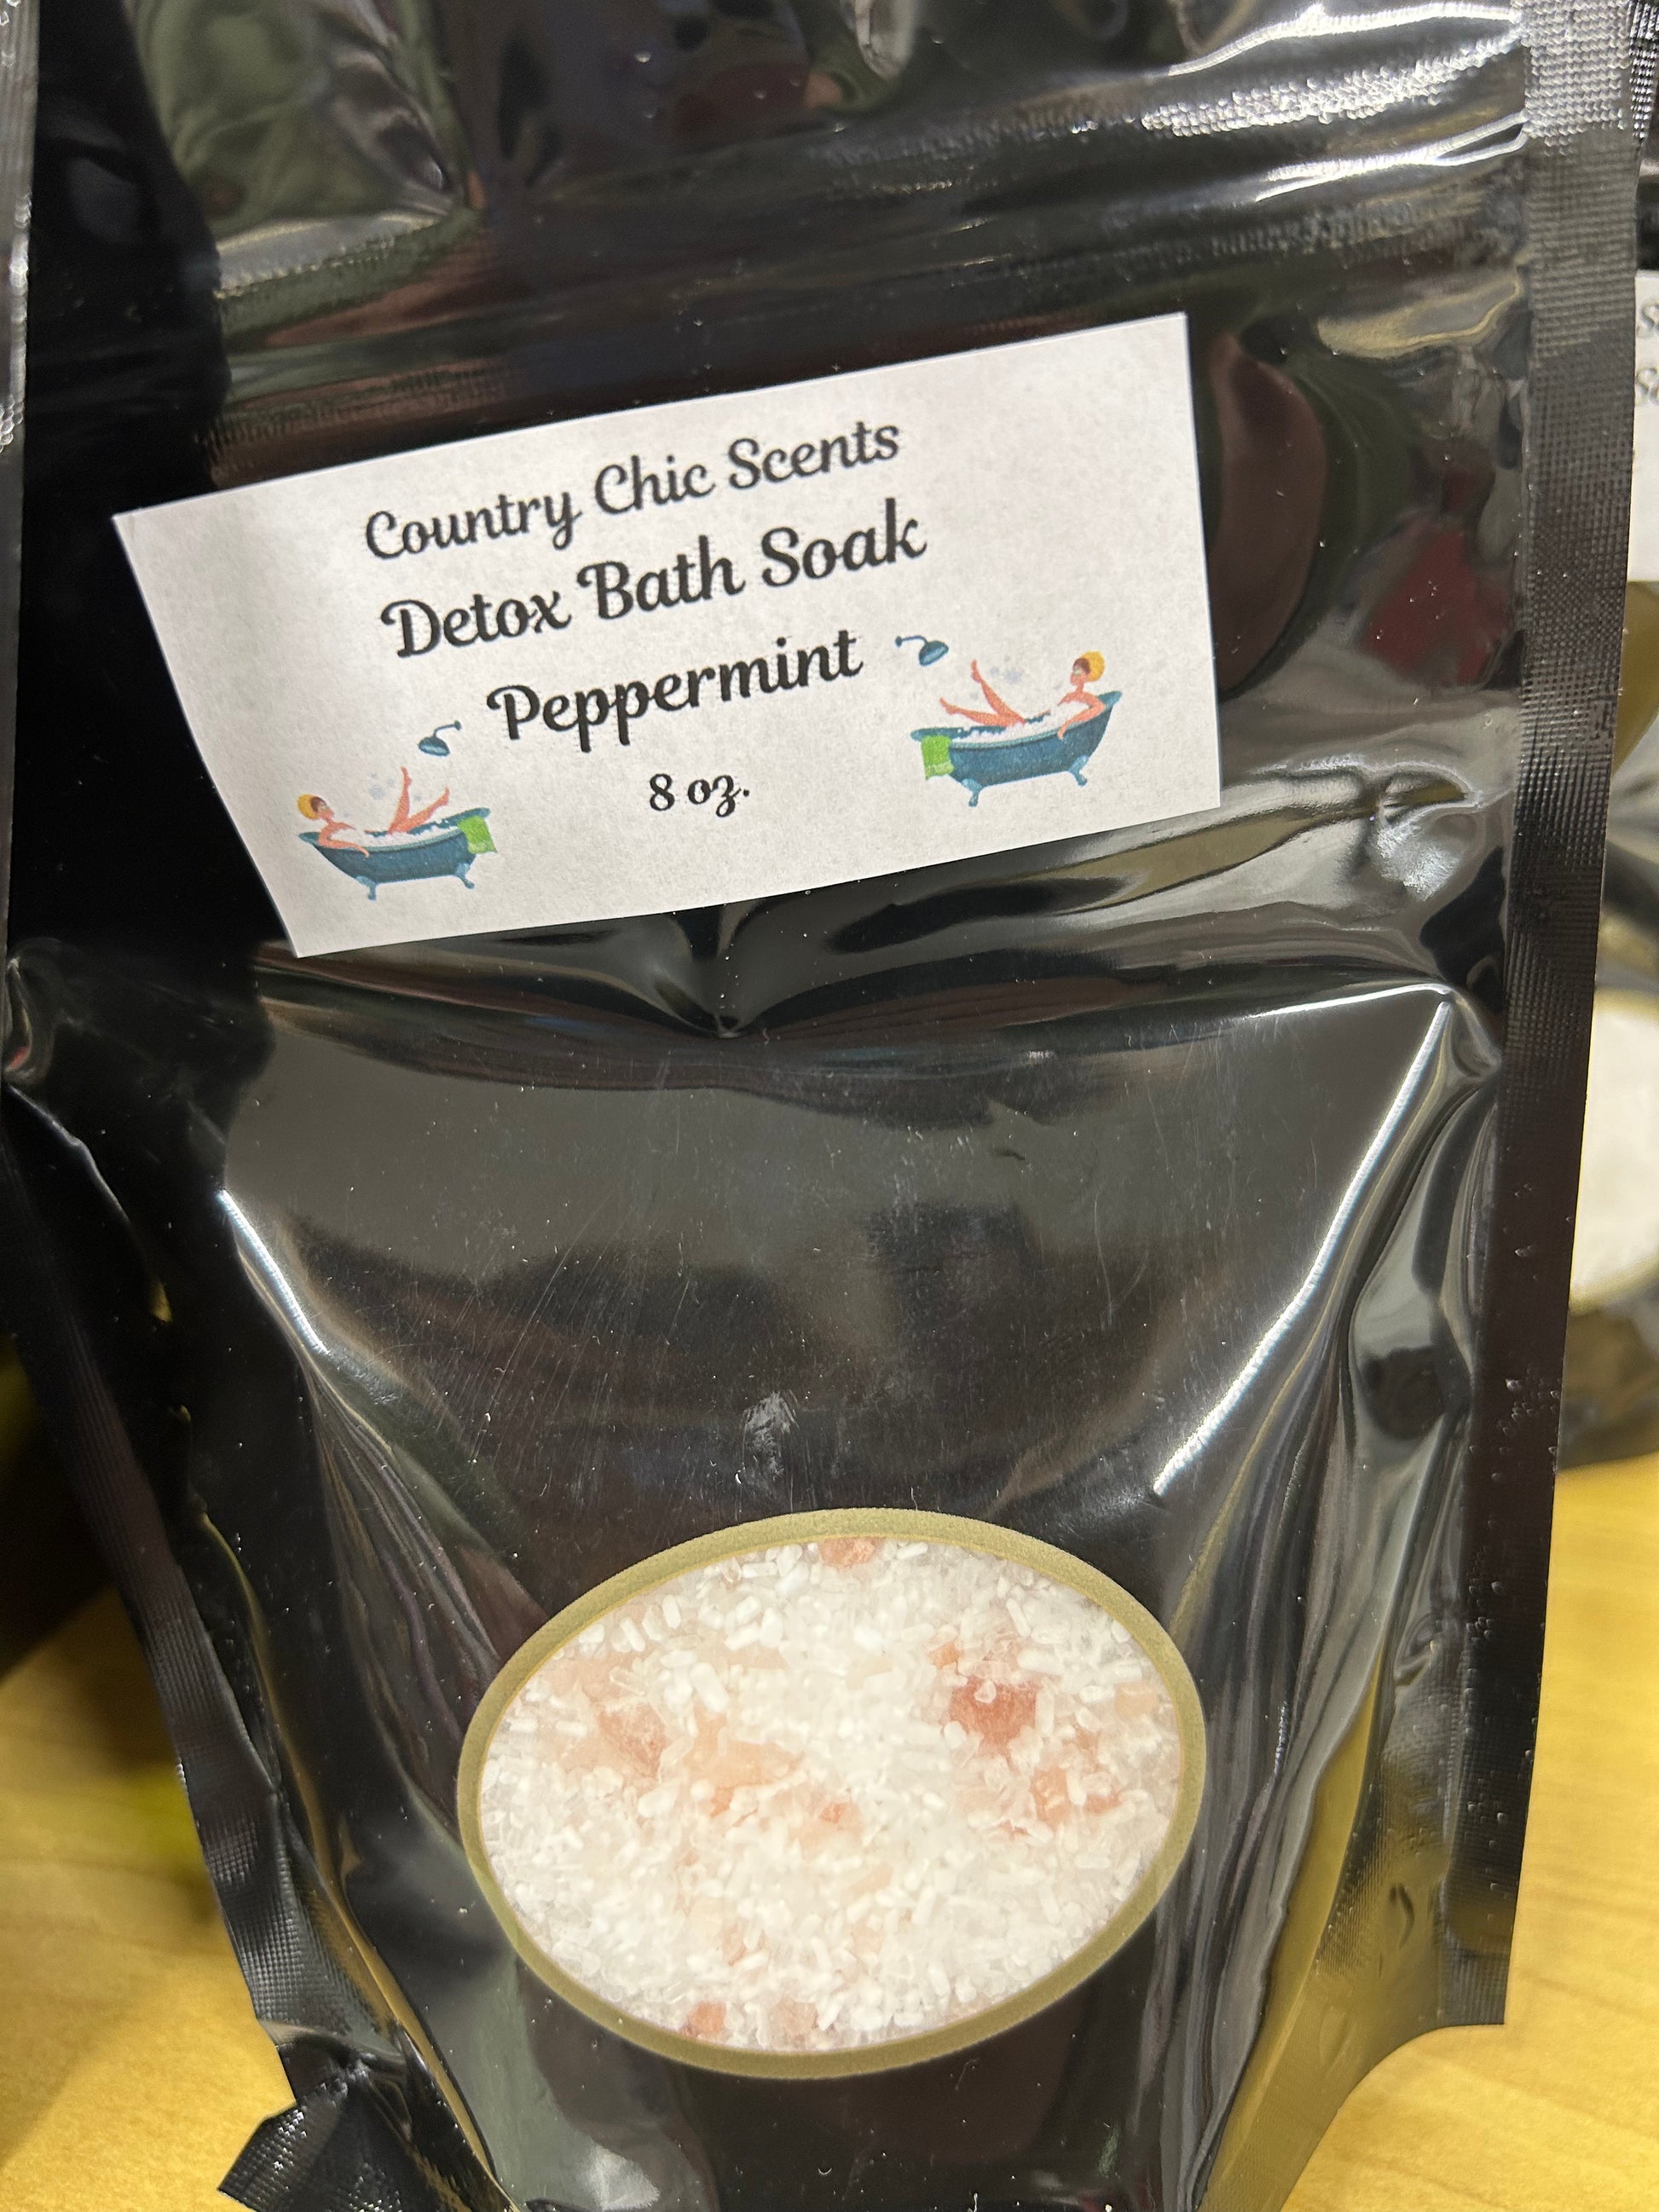 Country Chic Scents
Detox Bath Soak
Peppermint
8 oz.